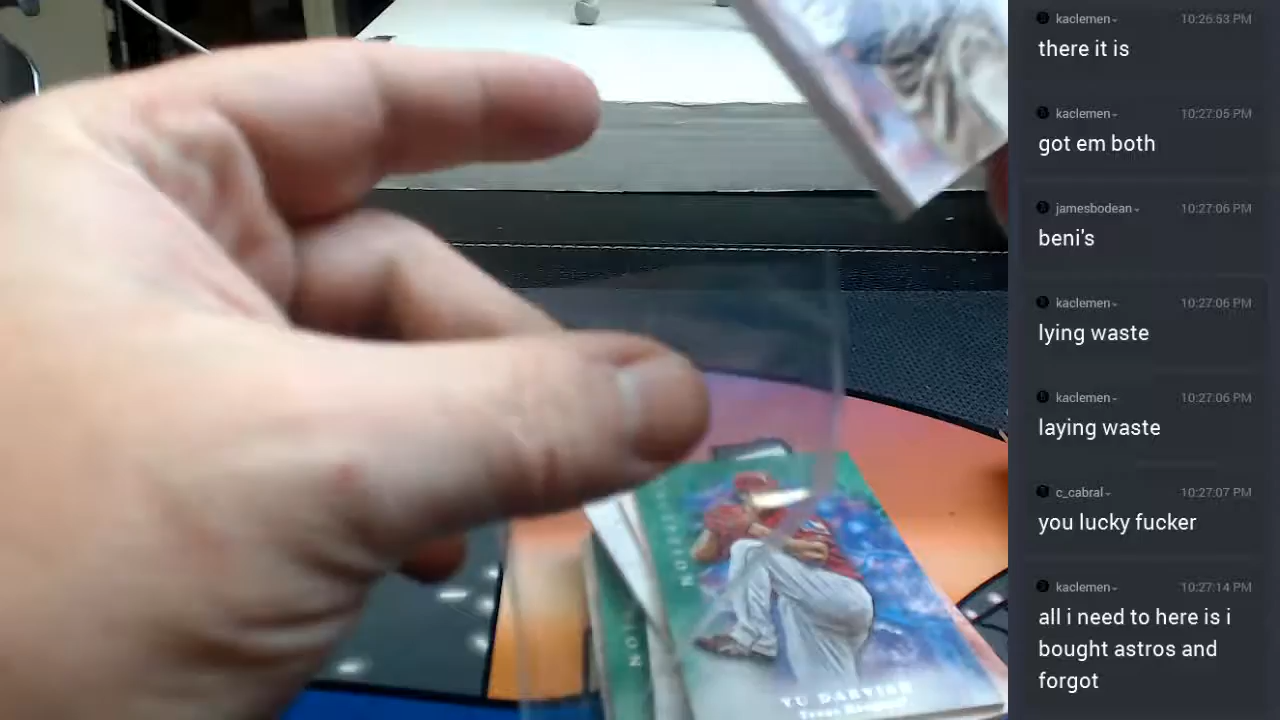 kaclemen
10:26:53 PM
there it is
kaclemen
10:27:05 PM
got em both
jamesbodean
10:27:06 PM
beni's
kaclemen
10:27:06 PM
lying waste
kaclemen
10:27:06 PM
laying waste
c_cabral
10:27:07 PM
you lucky fucker
kaclemen
10:27:14 PM
all i need to here is i
bought astros and
forgot
YU DARVISH